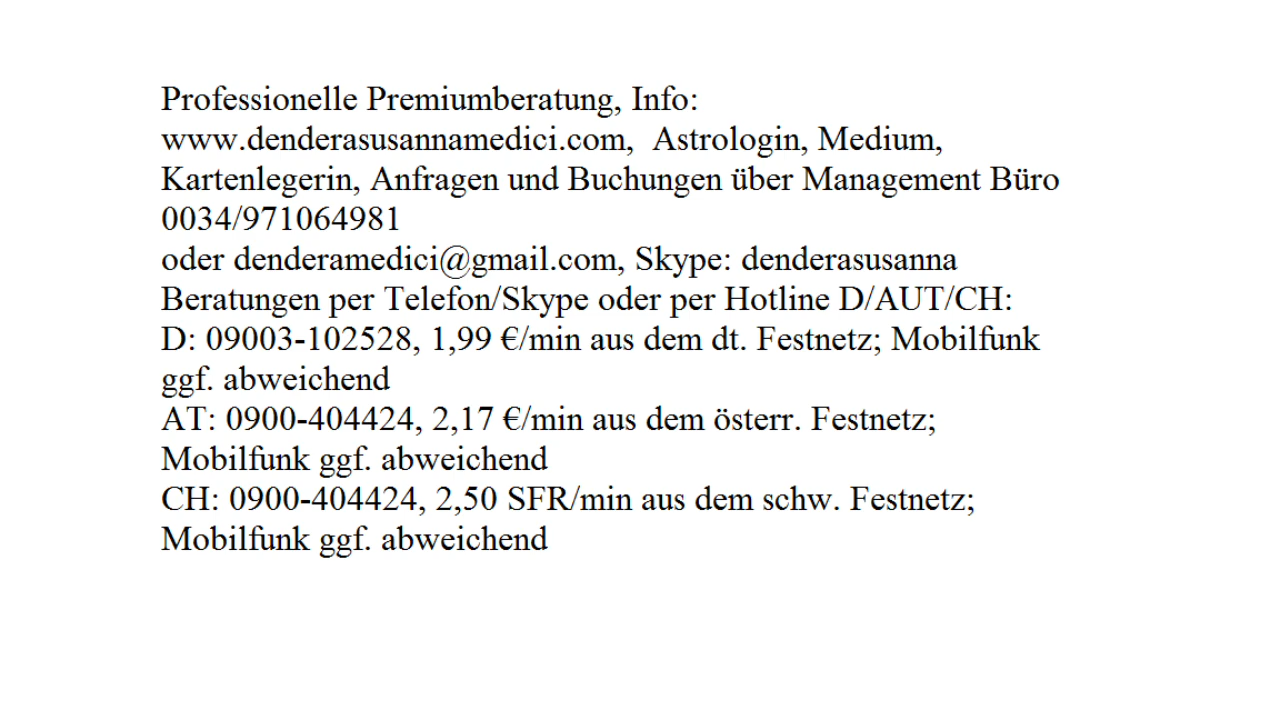 Professionelle Premiumberatung, Info:
www.denderasusannamedici.com,  Astrologin, Medium,
Kartenlegerin, Anfragen und Buchungen über Management Büro
0034/971064981
oder denderamedici@gmail.com, Skype: denderasusanna
Beratungen per Telefon/Skype oder per Hotline D/AUT/CH:
D: 09003-102528, 1,99 €/min aus dem dt. Festnetz; Mobilfunk
ggf. abweichend
AT: 0900-404424, 2,17 €/min aus dem österr. Festnetz;
Mobilfunk ggf. abweichend
CH: 0900-404424, 2,50 SFR/min aus dem schw. Festnetz;
Mobilfunk ggf. abweichend